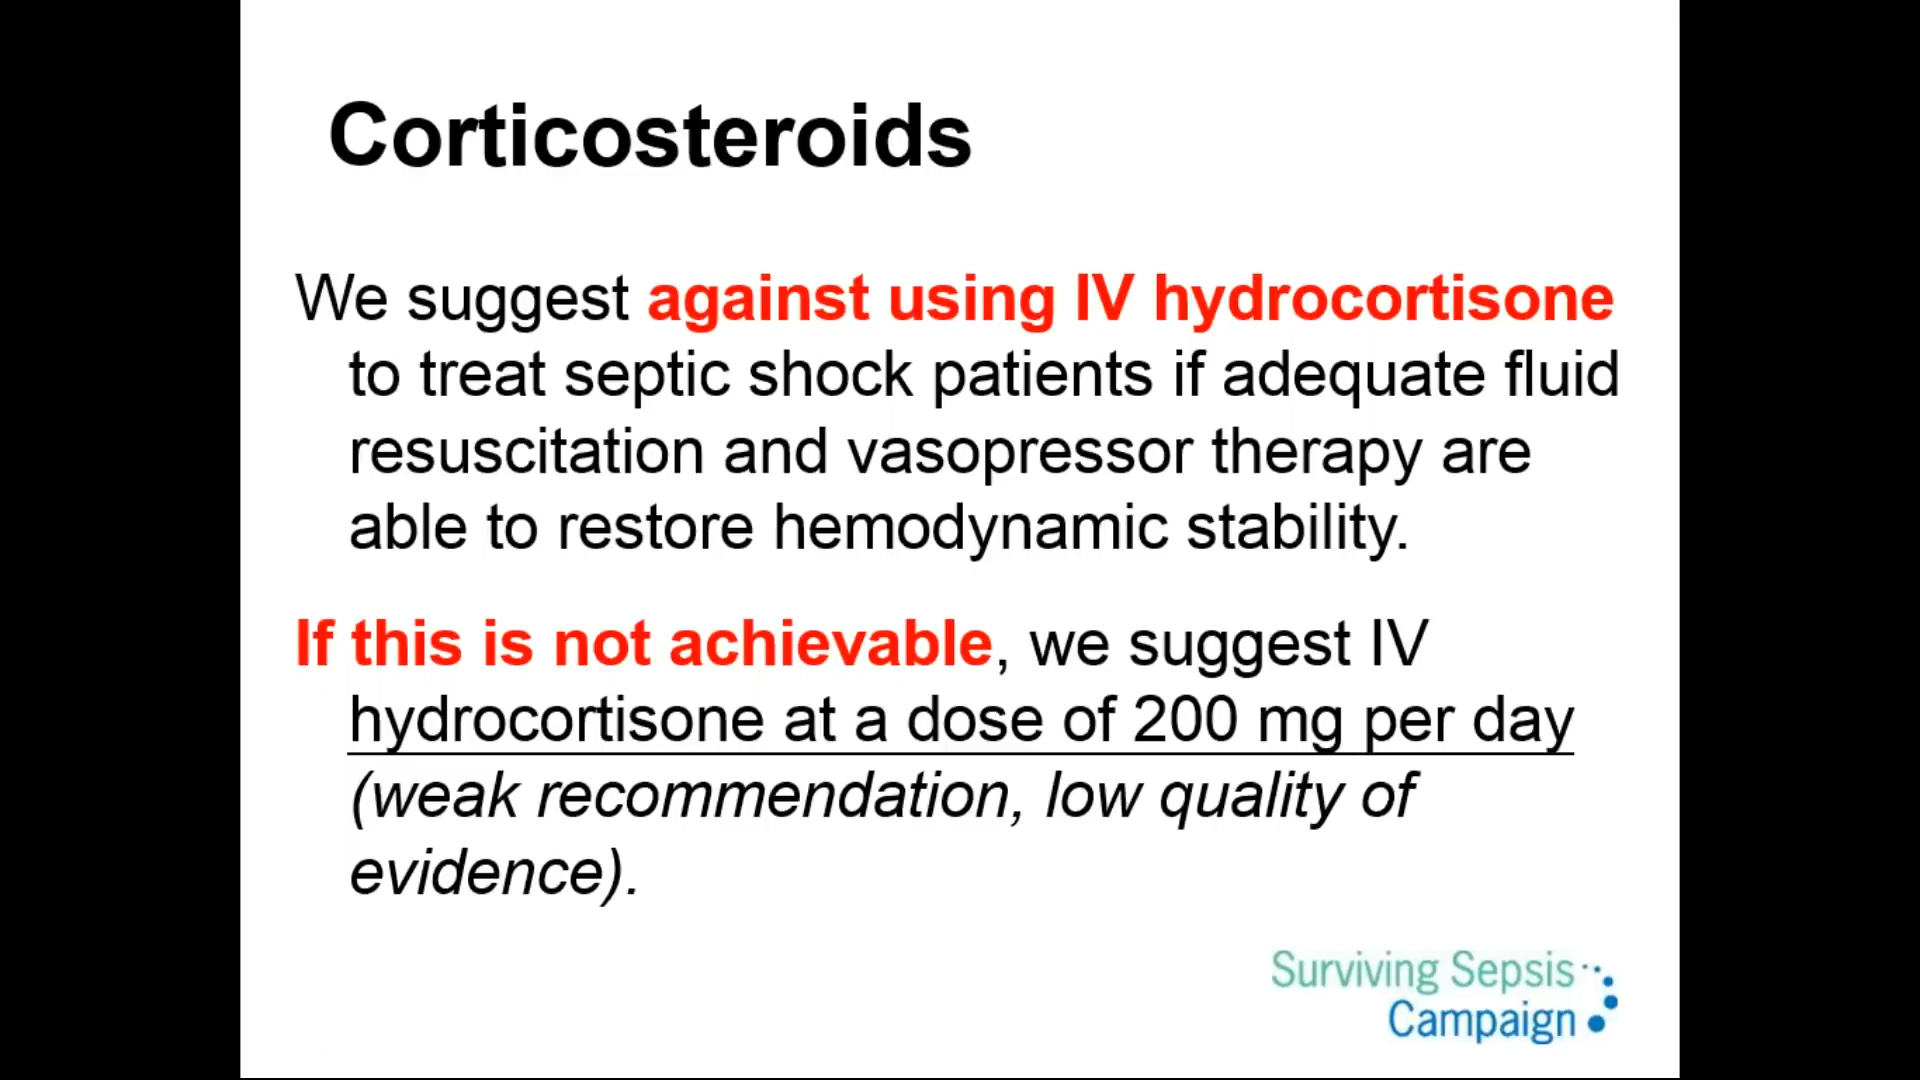 Corticosteroids
We suggest against using IV hydrocortisone
to treat septic shock patients if adequate fluid
resuscitation and vasopressor therapy are
able to restore hemodynamic stability.
If this is not achievable, we suggest IV
hydrocortisone at a dose of 200 mg per day
(weak recommendation, low quality of
evidence).
Surviving Sepsis
Campaign